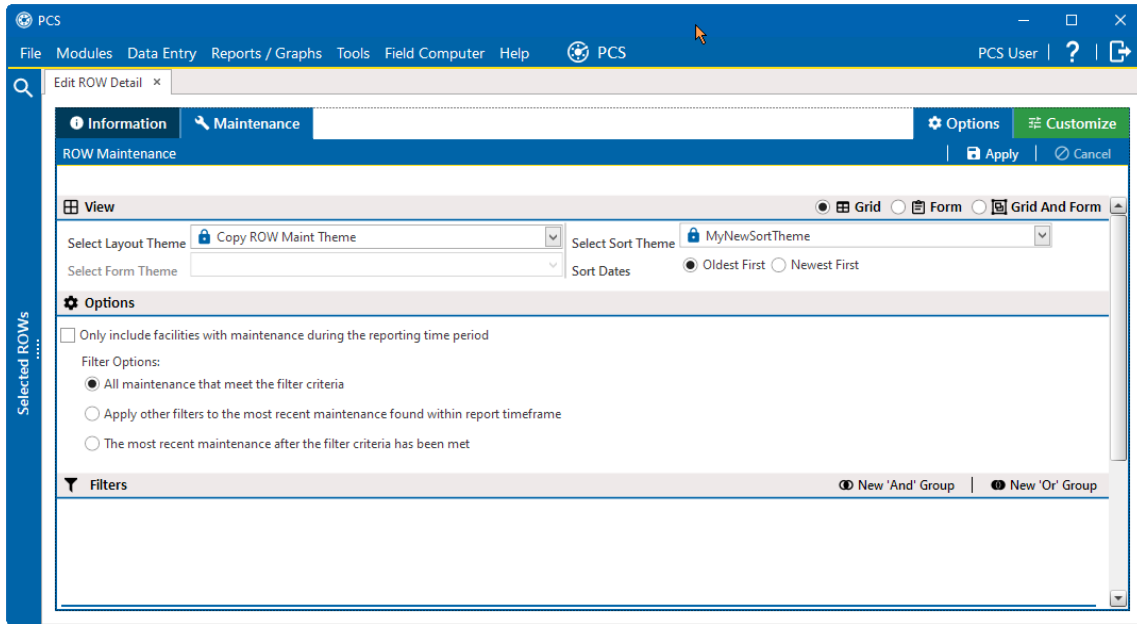 PCS
File Modules Data Entry Reports / Graphs Tools Field Computer Help PCS PCS User | ? |
Edit ROW Detail ×
Information Maintenance Options Customize
ROW Maintenance | Apply | Cancel
View Grid Form Grid And Form
Select Layout Theme Copy ROW Maint Theme Select Sort Theme MyNewSortTheme
Select Form Theme Sort Dates Oldest First Newest First
Options
Only include facilities with maintenance during the reporting time period
Filter Options:
All maintenance that meet the filter criteria
Apply other filters to the most recent maintenance found within report timeframe
The most recent maintenance after the filter criteria has been met
Filters New 'And' Group | New 'Or' Group
Selected ROWs